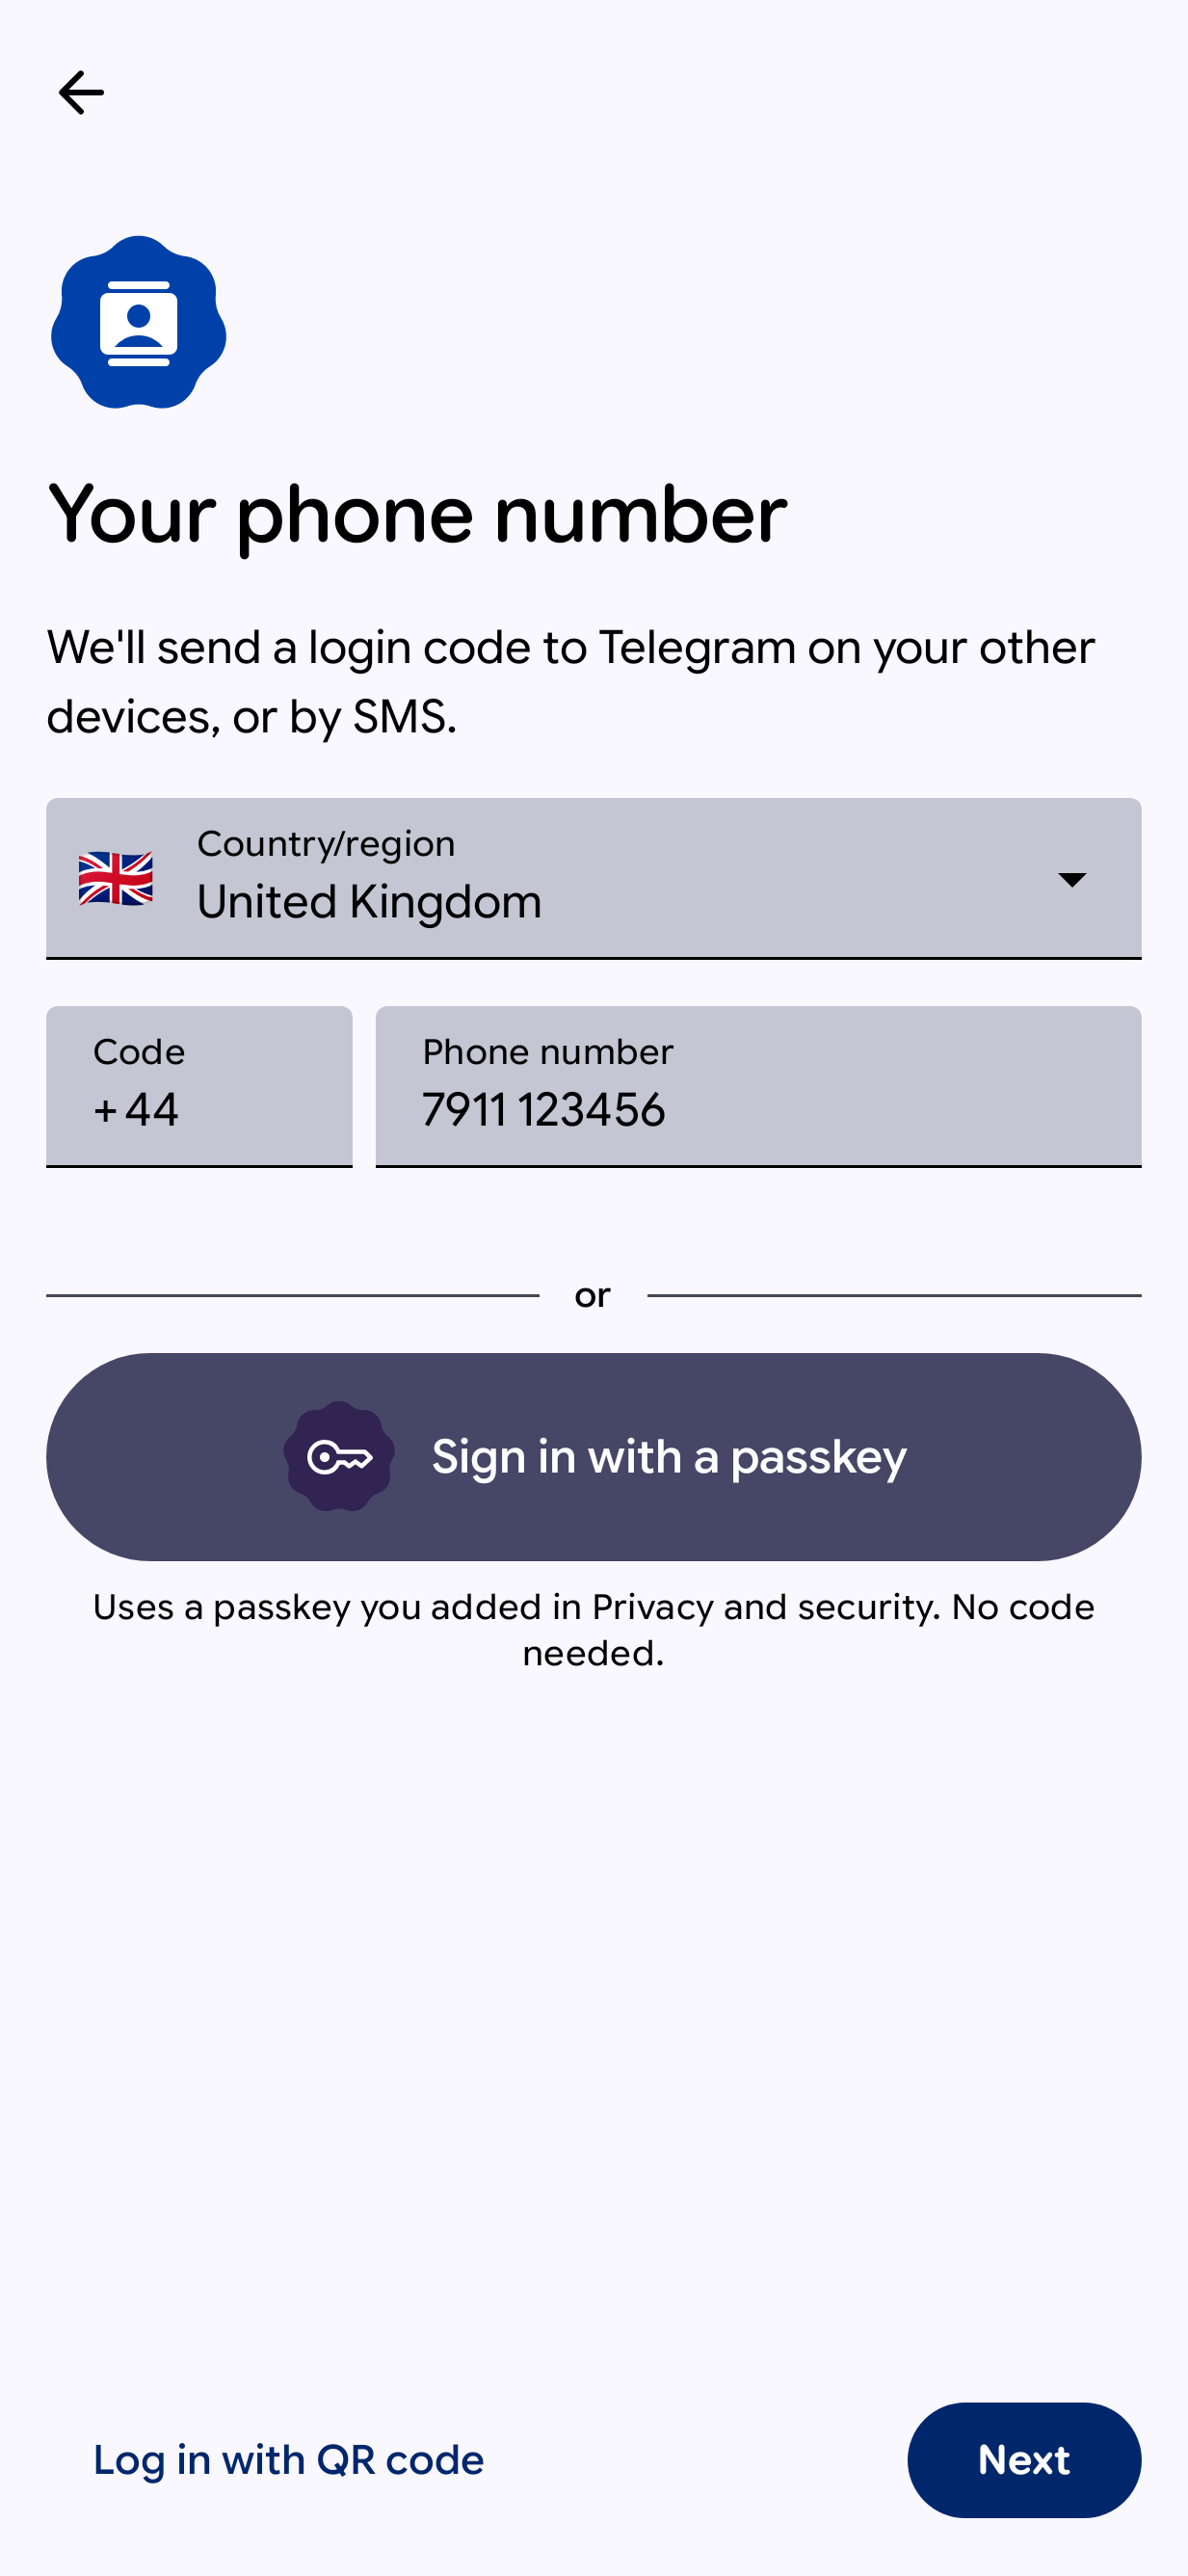 Your phone number
We'll send a login code to Telegram on your other
devices, or by SMS.
Country/region
United Kingdom
Code
+44
Phone number
7911 123456
or
Sign in with a passkey
Uses a passkey you added in Privacy and security. No code
needed.
Log in with QR code
Next